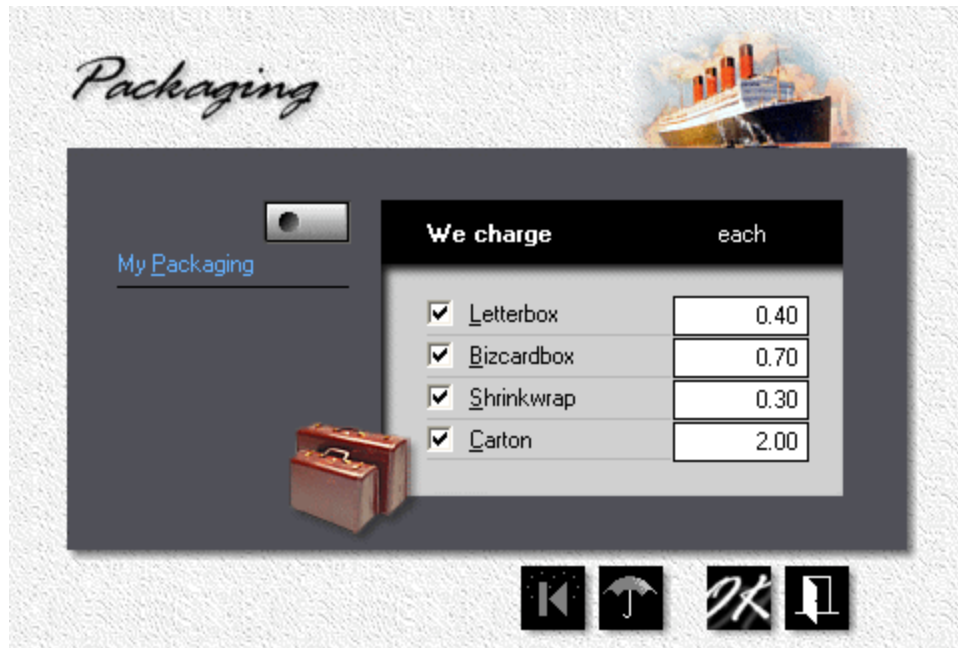 Packaging
We charge each
My Packaging
Letterbox 0.40
Bizcardbox 0.70
Shrinkwrap 0.30
Carton 2.00
OK